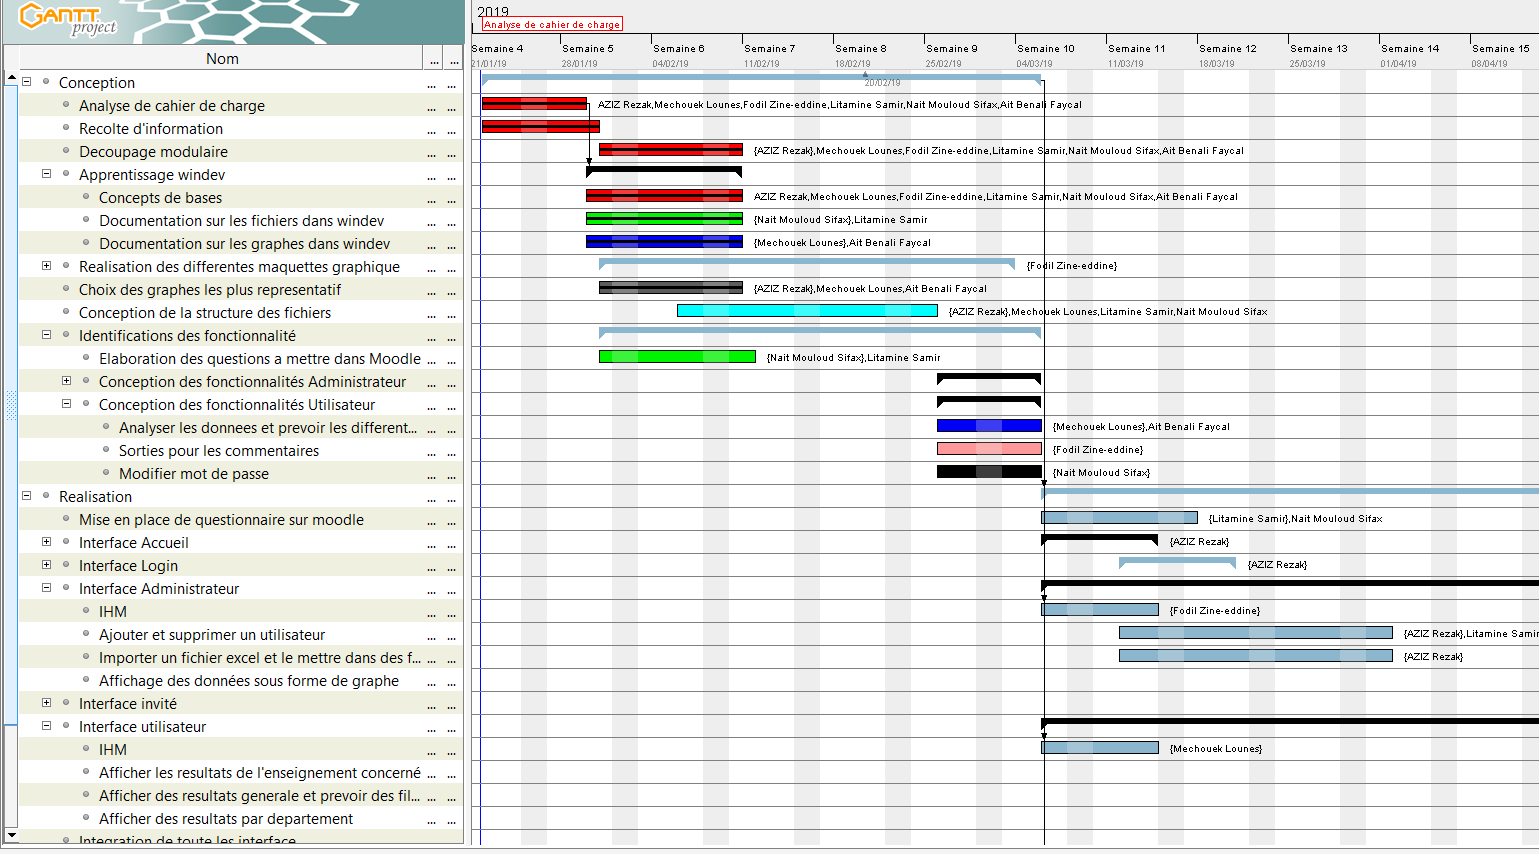 GANTT
project
2019
Analyse de cahier de charge
Nom ... ...
Semaine 4 Semaine 5 Semaine 6 Semaine 7 Semaine 8 Semaine 9 Semaine 10 Semaine 11 Semaine 12 Semaine 13 Semaine 14 Semaine 15
21/01/19 28/01/19 04/02/19 11/02/19 18/02/19 25/02/19 04/03/19 11/03/19 18/03/19 25/03/19 01/04/19 08/04/19
Conception ... ... 20/02/19
Analyse de cahier de charge ... ... AZIZ Rezak,Mechouek Lounes,Fodil Zine-eddine,Litamine Samir,Nait Mouloud Sifax,Ait Benali Faycal
Recolte d'information ... ...
Decoupage modulaire ... ... {AZIZ Rezak},Mechouek Lounes,Fodil Zine-eddine,Litamine Samir,Nait Mouloud Sifax,Ait Benali Faycal
Apprentissage windev ... ...
Concepts de bases ... ... AZIZ Rezak,Mechouek Lounes,Fodil Zine-eddine,Litamine Samir,Nait Mouloud Sifax,Ait Benali Faycal
Documentation sur les fichiers dans windev ... ... {Nait Mouloud Sifax},Litamine Samir
Documentation sur les graphes dans windev ... ... {Mechouek Lounes},Ait Benali Faycal
Realisation des differentes maquettes graphique ... ... {Fodil Zine-eddine}
Choix des graphes les plus representatif ... ... {AZIZ Rezak},Mechouek Lounes,Ait Benali Faycal
Conception de la structure des fichiers ... ... {AZIZ Rezak},Mechouek Lounes,Litamine Samir,Nait Mouloud Sifax
Identifications des fonctionnalité ... ...
Elaboration des questions a mettre dans Moodle ... ... {Nait Mouloud Sifax},Litamine Samir
Conception des fonctionnalités Administrateur ... ...
Conception des fonctionnalités Utilisateur ... ...
Analyser les donnees et prevoir les different... ... ... {Mechouek Lounes},Ait Benali Faycal
Sorties pour les commentaires ... ... {Fodil Zine-eddine}
Modifier mot de passe ... ... {Nait Mouloud Sifax}
Realisation ... ...
Mise en place de questionnaire sur moodle ... ... {Litamine Samir},Nait Mouloud Sifax
Interface Accueil ... ... {AZIZ Rezak}
Interface Login ... ... {AZIZ Rezak}
Interface Administrateur ... ...
IHM ... ... {Fodil Zine-eddine}
Ajouter et supprimer un utilisateur ... ... {AZIZ Rezak},Litamine Samir
Importer un fichier excel et le mettre dans des f... ... ... {AZIZ Rezak}
Affichage des données sous forme de graphe ... ...
Interface invité ... ...
Interface utilisateur ... ...
IHM ... ... {Mechouek Lounes}
Afficher les resultats de l'enseignement concerné ... ...
Afficher des resultats generale et prevoir des fil... ... ...
Afficher des resultats par departement ... ...
Integration de toute les interface